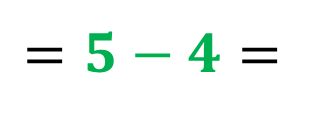 = 5 − 4 =